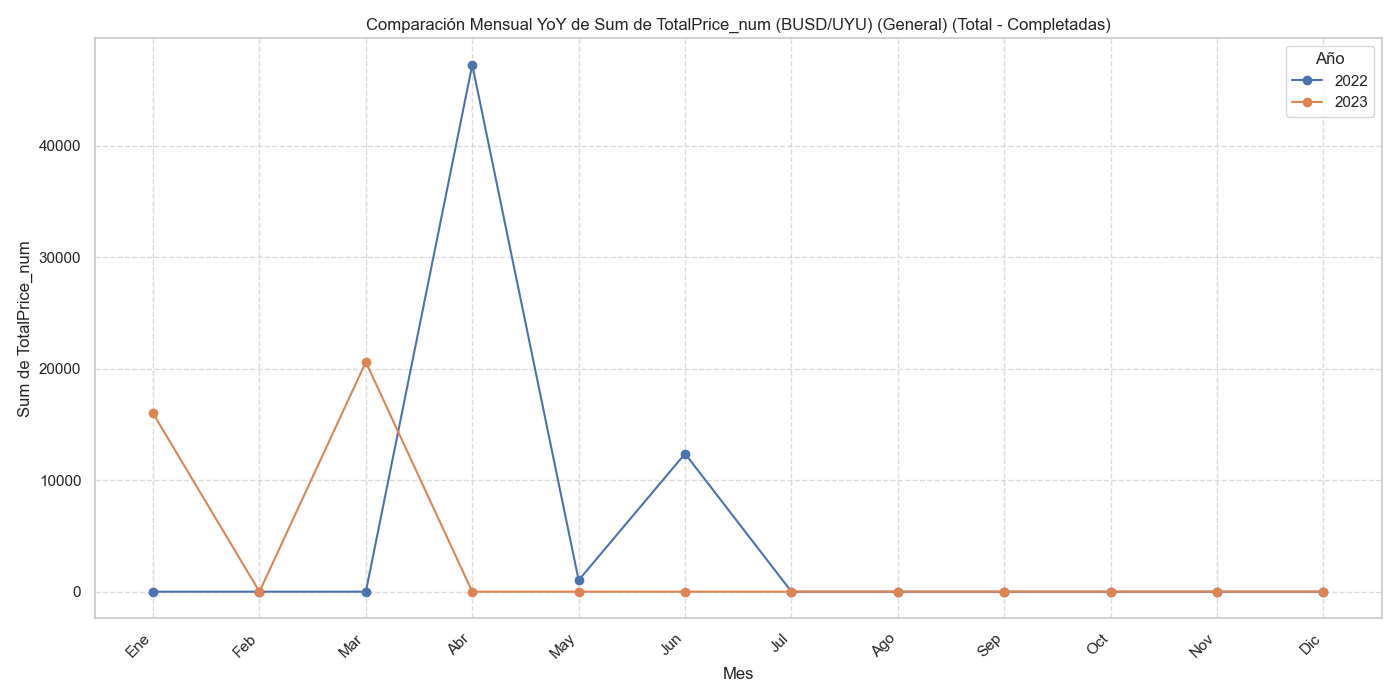 Comparación Mensual YoY de Sum de TotalPrice_num (BUSD/UYU) (General) (Total - Completadas)
Año
2022
2023
Sum de TotalPrice_num
40000
30000
20000
10000
0
Ene
Feb
Mar
Abr
May
Jun
Jul
Ago
Sep
Oct
Nov
Dic
Mes